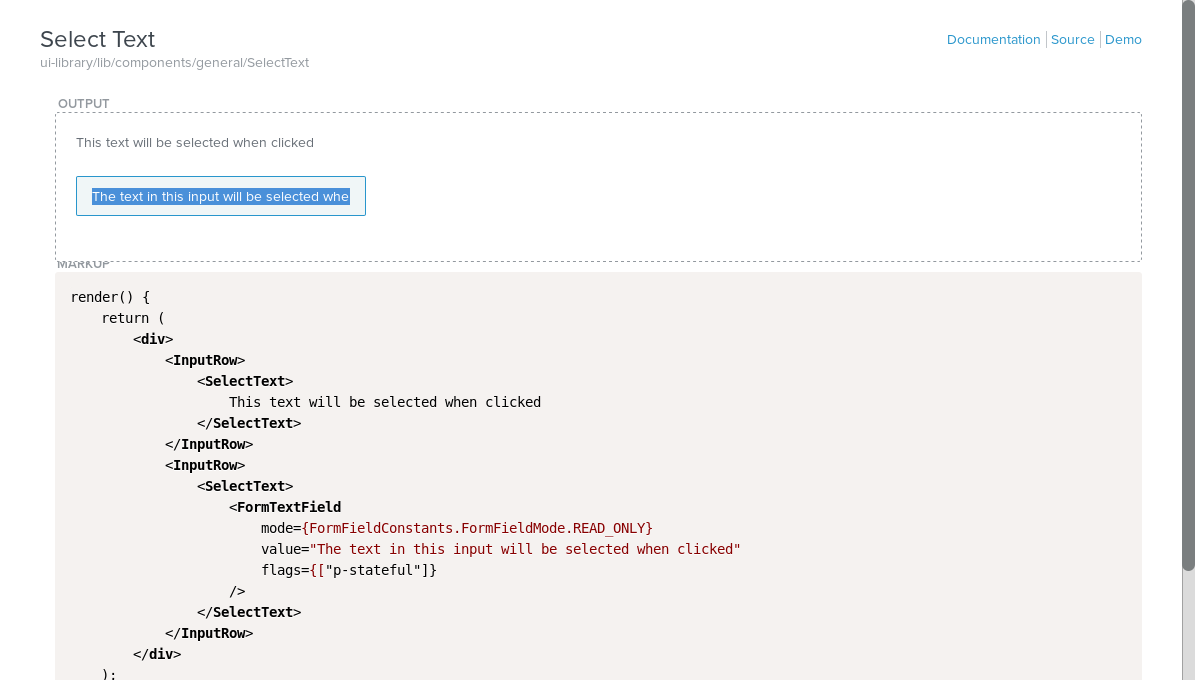 Select Text
Documentation Source Demo
ui-library/lib/components/general/SelectText
OUTPUT
This text will be selected when clicked
The text in this input will be selected whe
MARKUP
render() {
    return (
        <div>
            <InputRow>
                <SelectText>
                    This text will be selected when clicked
                </SelectText>
            </InputRow>
            <InputRow>
                <SelectText>
                    <FormTextField
                        mode={FormFieldConstants.FormFieldMode.READ_ONLY}
                        value="The text in this input will be selected when clicked"
                        flags={["p-stateful"]}
                    />
                </SelectText>
            </InputRow>
        </div>
    );